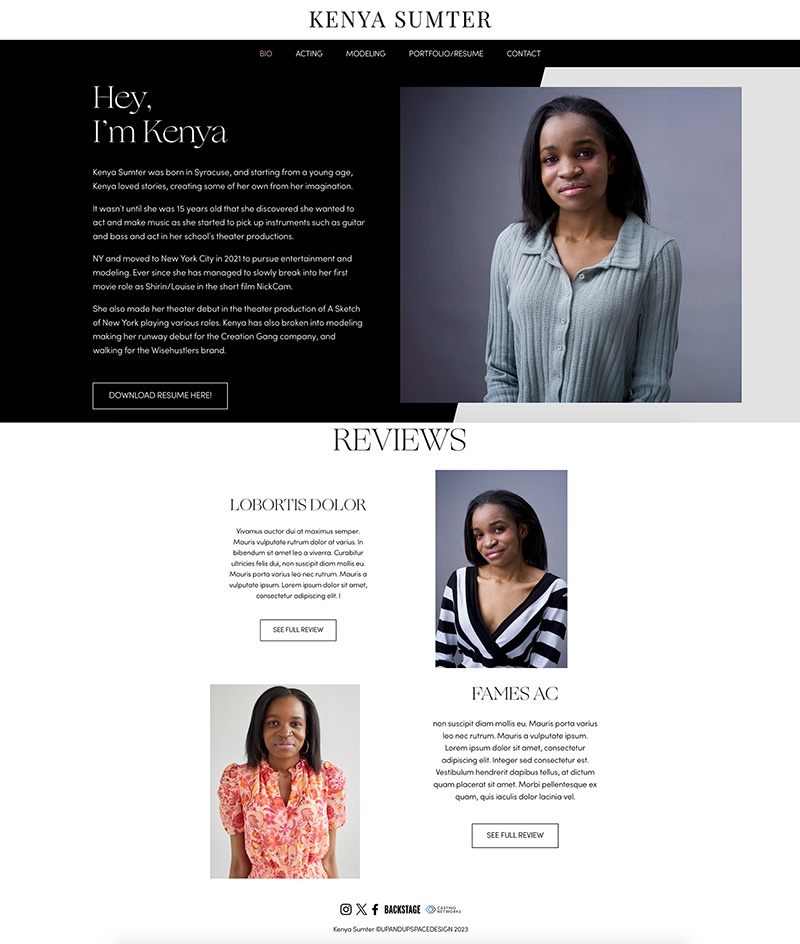 KENYA SUMTER
BIO ACTING MODELING PORTFOLIO/RESUME CONTACT
Hey,
I'm Kenya
Kenya Sumter was born in Syracuse, and starting from a young age,
Kenya loved stories, creating some of her own from her imagination.
It wasn't until she was 15 years old that she discovered she wanted to
act and make music as she started to pick up instruments such as guitar
and bass and act in her school's theater productions.
NY and moved to New York City in 2021 to pursue entertainment and
modeling. Ever since she has managed to slowly break into her first
movie role as Shirin/Louise in the short film NickCam.
She also made her theater debut in the theater production of A Sketch
of New York playing various roles. Kenya has also broken into modeling
making her runway debut for the Creation Gang company, and
walking for the Wisehustlers brand.
DOWNLOAD RESUME HERE!
REVIEWS
LOBORTIS DOLOR
Vivamus auctor dui at maximus semper.
Mauris vulputate rutrum dolor at varius. In
bibendum sit amet leo a viverra. Curabitur
ultricies felis dui, non suscipit diam mollis eu.
Mauris porta varius leo nec rutrum. Mauris a
vulputate ipsum. Lorem ipsum dolor sit amet,
consectetur adipiscing elit. I
SEE FULL REVIEW
FAMES AC
non suscipit diam mollis eu. Mauris porta varius
leo nec rutrum. Mauris a vulputate ipsum.
Lorem ipsum dolor sit amet, consectetur
adipiscing elit. Integer sed consectetur est.
Vestibulum hendrerit dapibus tellus, at dictum
quam placerat sit amet. Morbi pellentesque ex
quam, quis iaculis dolor lacinia vel.
SEE FULL REVIEW
BACKSTAGE CASTING
NETWORKS
Kenya Sumter ©UPANDUPSPACEDESIGN 2023